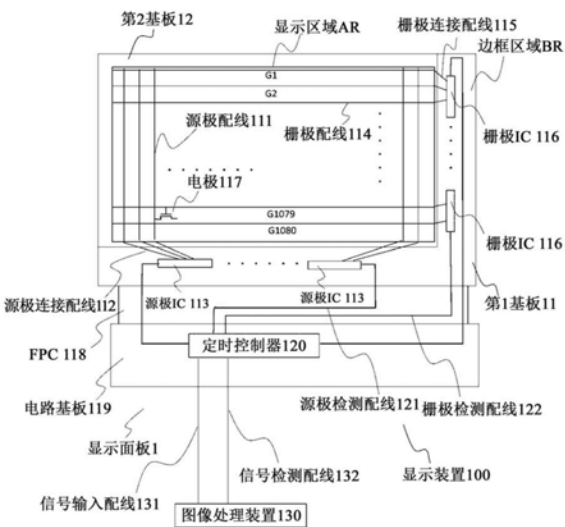 第2基板12
显示区域AR
栅极连接配线115
边框区域BR
G1
G2
源极配线111
栅极配线114
栅极IC 116
电极117
G1079
G1080
栅极IC 116
源极IC 113
源极IC 113
源极连接配线112
第1基板11
FPC 118
定时控制器120
电路基板119
源极检测配线121
栅极检测配线122
显示面板1
信号检测配线132
显示装置100
信号输入配线131
图像处理装置130